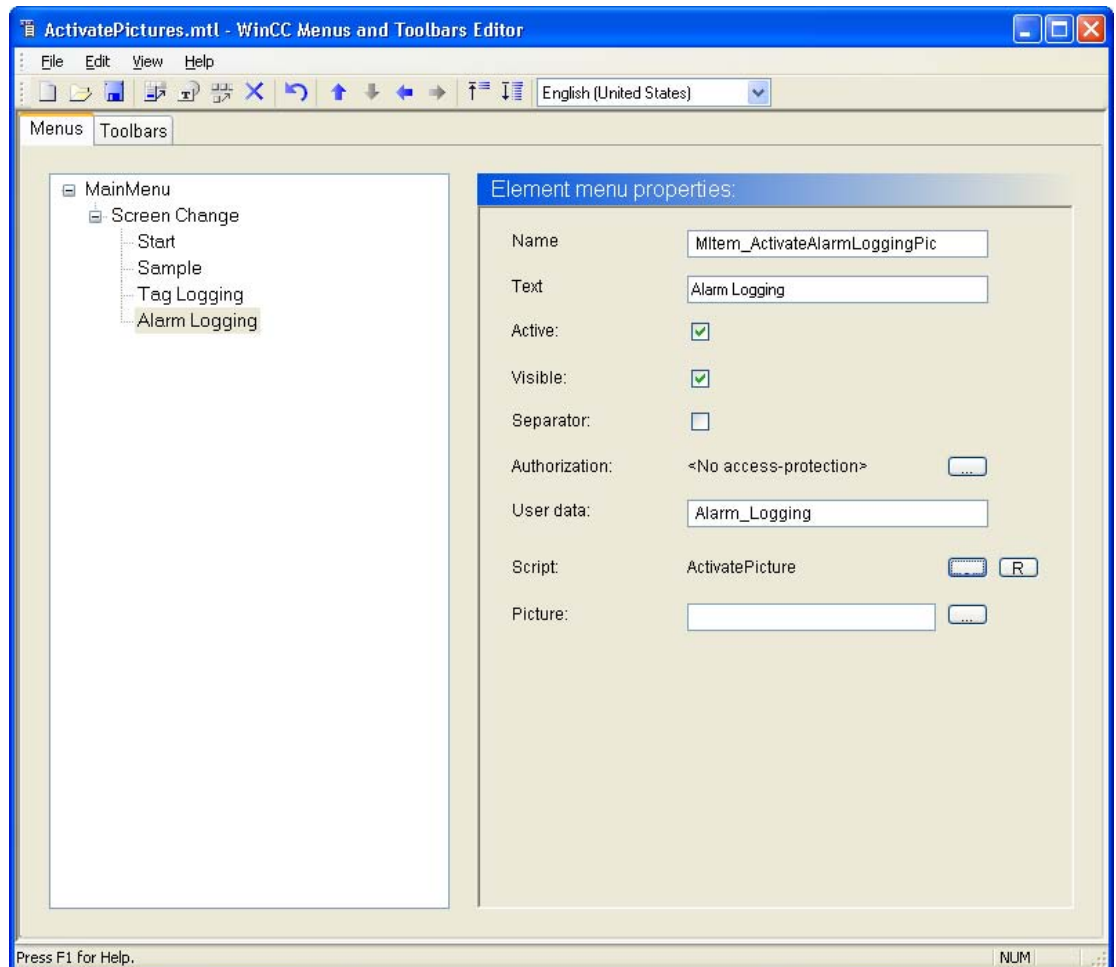 ActivatePictures.mtl - WinCC Menus and Toolbars Editor
File Edit View Help
English (United States)
Menus Toolbars
MainMenu
Screen Change
Start
Sample
Tag Logging
Alarm Logging
Element menu properties:
Name MItem_ActivateAlarmLoggingPic
Text Alarm Logging
Active:
Visible:
Separator:
Authorization: <No access-protection> ...
User data: Alarm_Logging
Script: ActivatePicture ... R
Picture: ...
Press F1 for Help. NUM